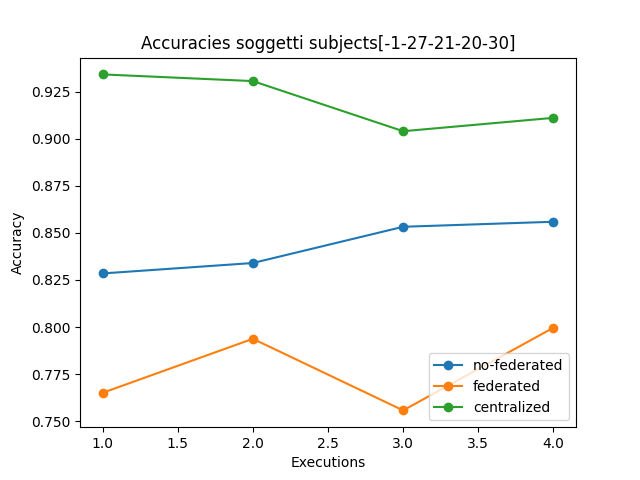 Accuracies soggetti subjects[-1-27-21-20-30]
Accuracy
0.925
0.900
0.875
0.850
0.825
0.800
0.775
0.750
no-federated
federated
centralized
1.0 1.5 2.0 2.5 3.0 3.5 4.0
Executions